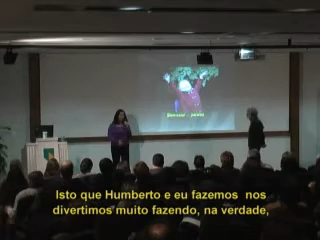 Isto que Humberto e eu fazemos nos
divertimos muito fazendo, na verdade,